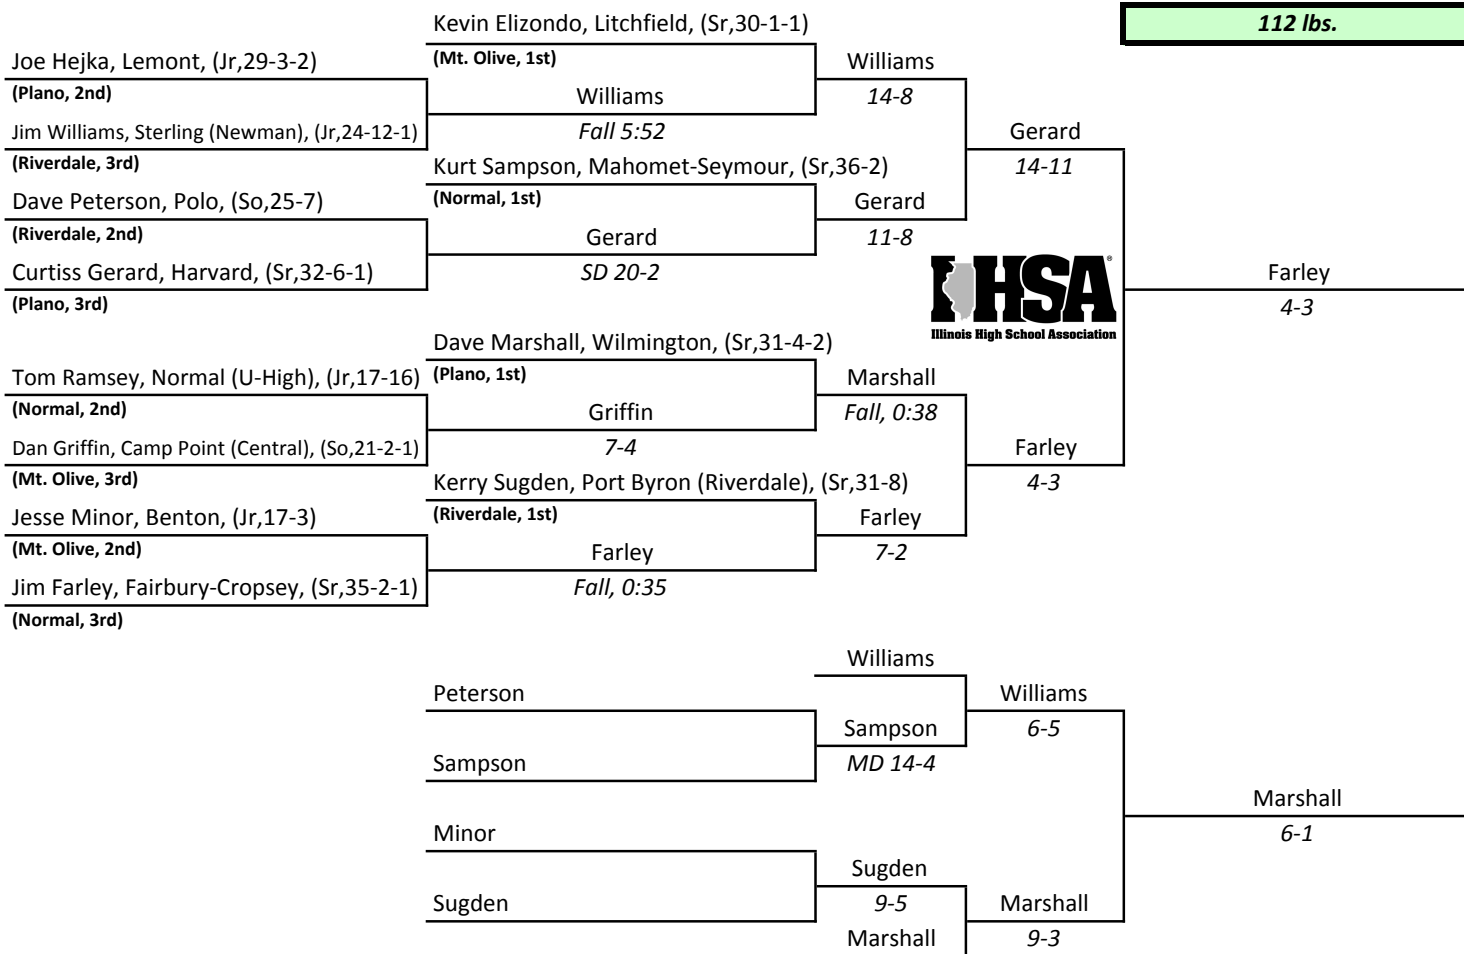 Kevin Elizondo, Litchfield, (Sr,30-1-1)
112 lbs.
Joe Hejka, Lemont, (Jr,29-3-2)
(Mt. Olive, 1st)
Williams
(Plano, 2nd)
Williams
14-8
Jim Williams, Sterling (Newman), (Jr,24-12-1)
Fall 5:52
Gerard
(Riverdale, 3rd)
Kurt Sampson, Mahomet-Seymour, (Sr,36-2)
14-11
Dave Peterson, Polo, (So,25-7)
(Normal, 1st)
Gerard
(Riverdale, 2nd)
Gerard
11-8
Curtiss Gerard, Harvard, (Sr,32-6-1)
SD 20-2
IHSA®
Farley
(Plano, 3rd)
4-3
Illinois High School Association
Dave Marshall, Wilmington, (Sr,31-4-2)
Tom Ramsey, Normal (U-High), (Jr,17-16)
(Plano, 1st)
Marshall
(Normal, 2nd)
Griffin
Fall, 0:38
Dan Griffin, Camp Point (Central), (So,21-2-1)
7-4
Farley
(Mt. Olive, 3rd)
Kerry Sugden, Port Byron (Riverdale), (Sr,31-8)
4-3
Jesse Minor, Benton, (Jr,17-3)
(Riverdale, 1st)
Farley
(Mt. Olive, 2nd)
Farley
7-2
Jim Farley, Fairbury-Cropsey, (Sr,35-2-1)
Fall, 0:35
(Normal, 3rd)
Williams
Peterson
Williams
Sampson
6-5
Sampson
MD 14-4
Marshall
Minor
6-1
Sugden
Sugden
9-5
Marshall
Marshall
9-3